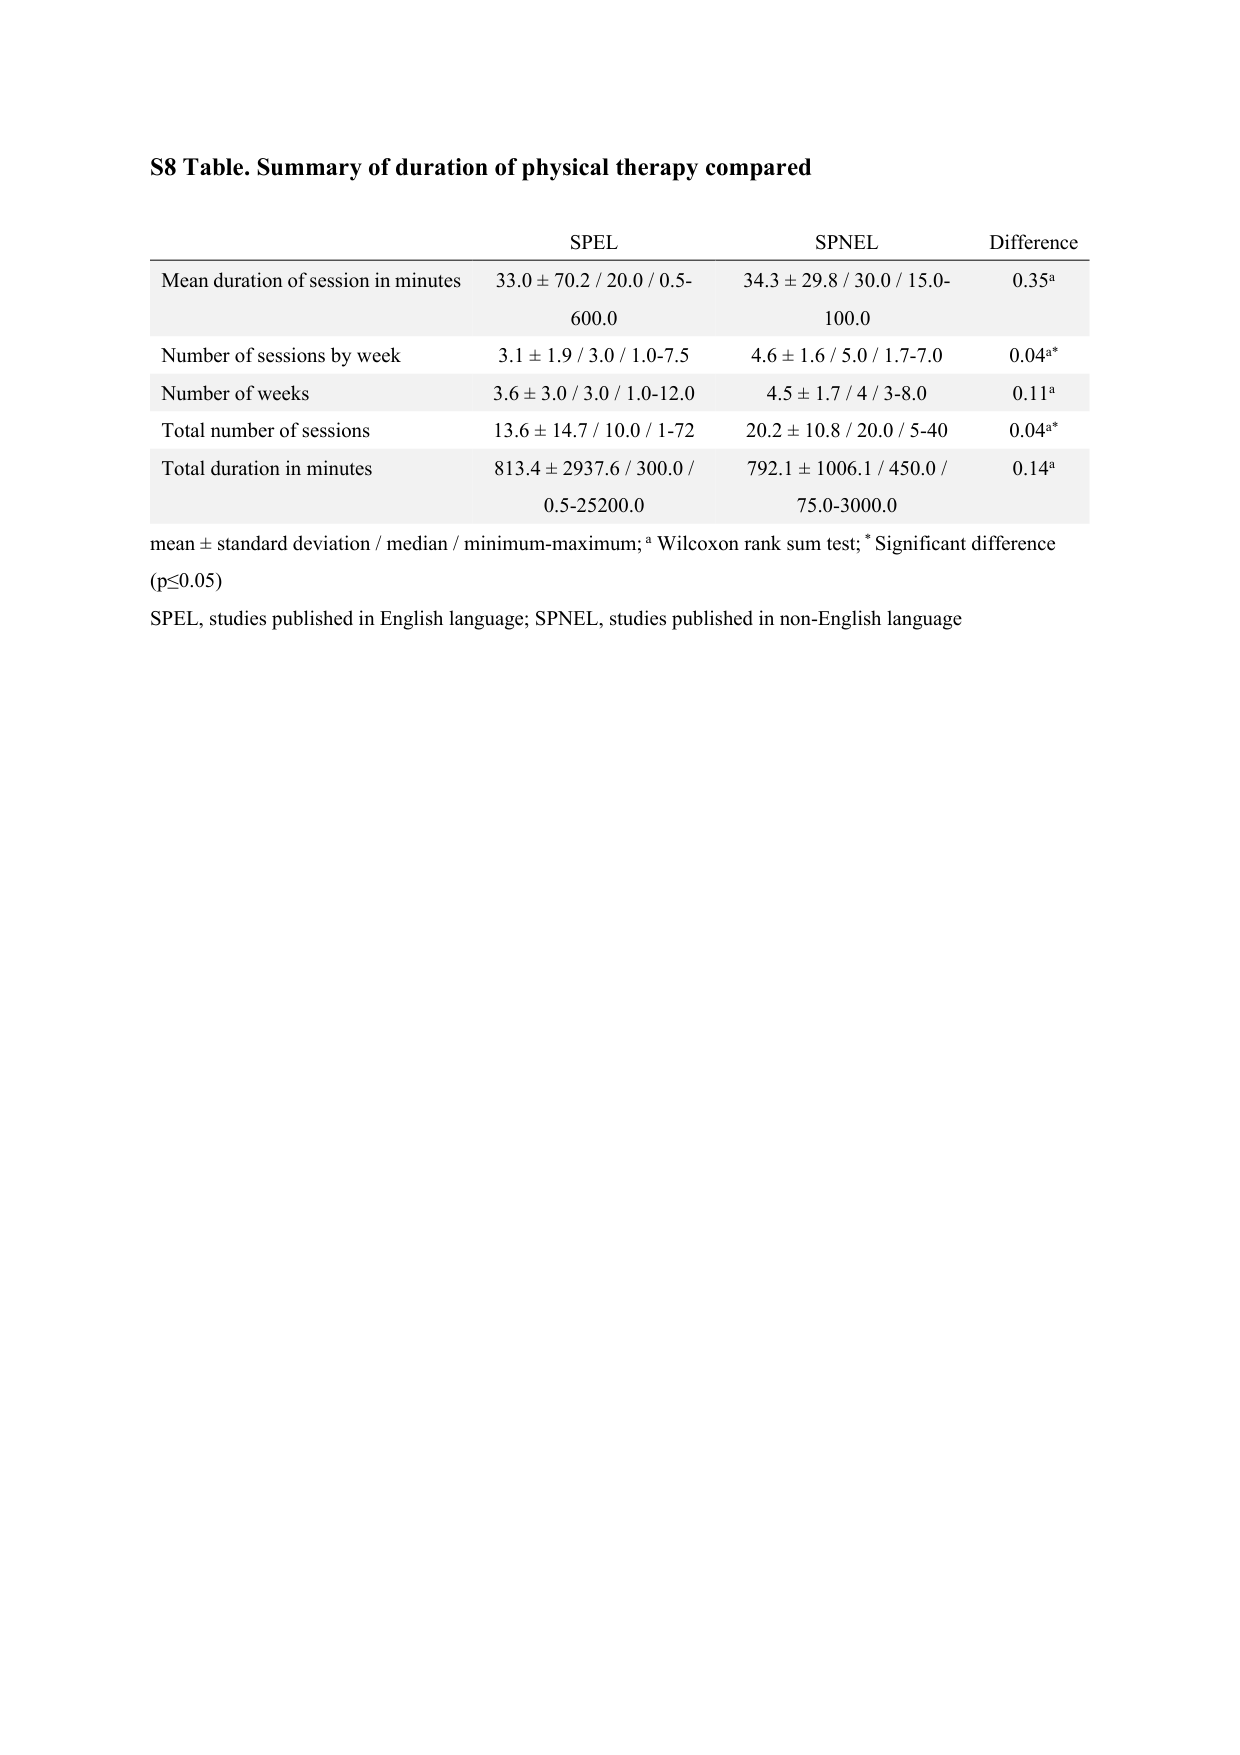 S8 Table. Summary of duration of physical therapy compared
SPEL SPNEL Difference
Mean duration of session in minutes 33.0 ± 70.2 / 20.0 / 0.5- 34.3 ± 29.8 / 30.0 / 15.0- 0.35ᵃ
600.0 100.0
Number of sessions by week 3.1 ± 1.9 / 3.0 / 1.0-7.5 4.6 ± 1.6 / 5.0 / 1.7-7.0 0.04ᵃ*
Number of weeks 3.6 ± 3.0 / 3.0 / 1.0-12.0 4.5 ± 1.7 / 4 / 3-8.0 0.11ᵃ
Total number of sessions 13.6 ± 14.7 / 10.0 / 1-72 20.2 ± 10.8 / 20.0 / 5-40 0.04ᵃ*
Total duration in minutes 813.4 ± 2937.6 / 300.0 / 792.1 ± 1006.1 / 450.0 / 0.14ᵃ
0.5-25200.0 75.0-3000.0
mean ± standard deviation / median / minimum-maximum; ᵃ Wilcoxon rank sum test; * Significant difference
(p≤0.05)
SPEL, studies published in English language; SPNEL, studies published in non-English language